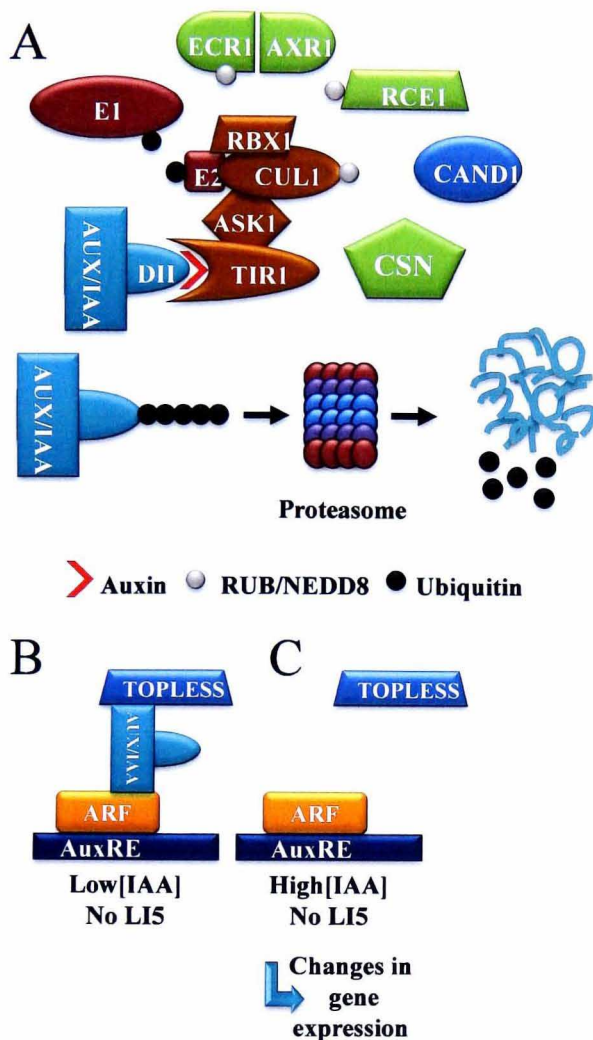 A
ECR1 AXR1
RCE1
E1
RBX1
E2 CUL1
CAND1
ASK1
AUX/IAA
DII
TIR1
CSN
AUX/IAA
Proteasome
Auxin RUB/NEDD8 Ubiquitin
B
C
TOPLESS
TOPLESS
AUX/IAA
ARF
ARF
AuxRE
AuxRE
Low[IAA]
No LI5
High[IAA]
No LI5
Changes in
gene
expression